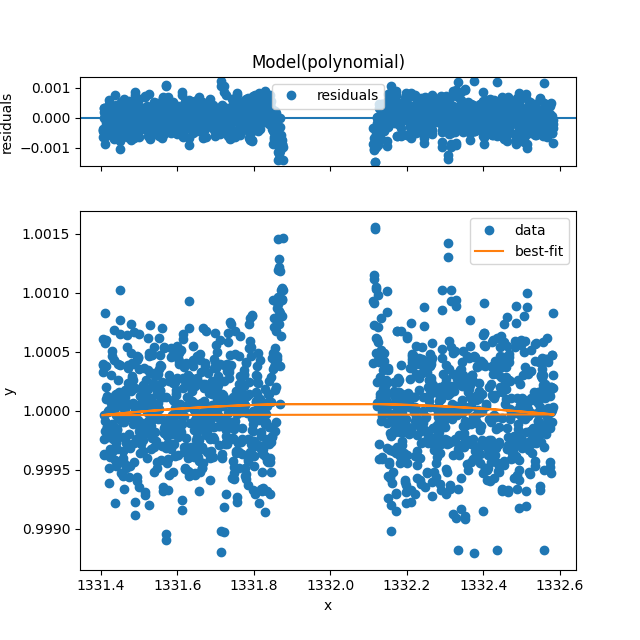 Model(polynomial)
0.001
0.000
−0.001
residuals
residuals
1.0015
1.0010
1.0005
1.0000
0.9995
0.9990
y
data
best-fit
1331.4 1331.6 1331.8 1332.0 1332.2 1332.4 1332.6
x